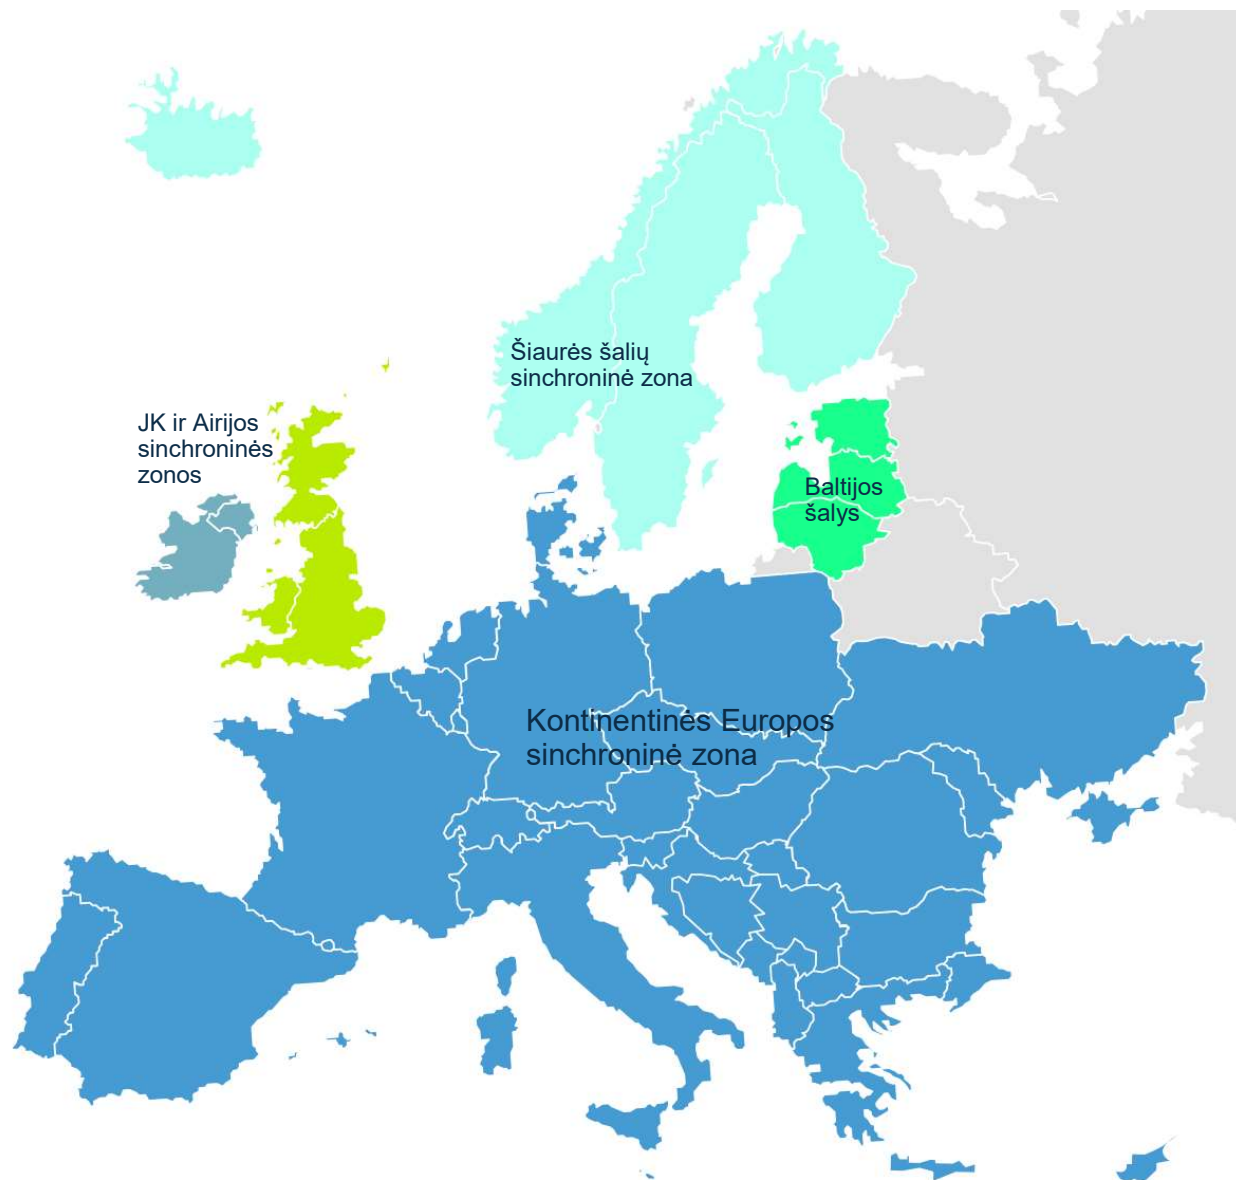 Šiaurės šalių
sinchroninė zona
JK ir Airijos
sinchroninės
zonos
Baltijos
šalys
Kontinentinės Europos
sinchroninė zona